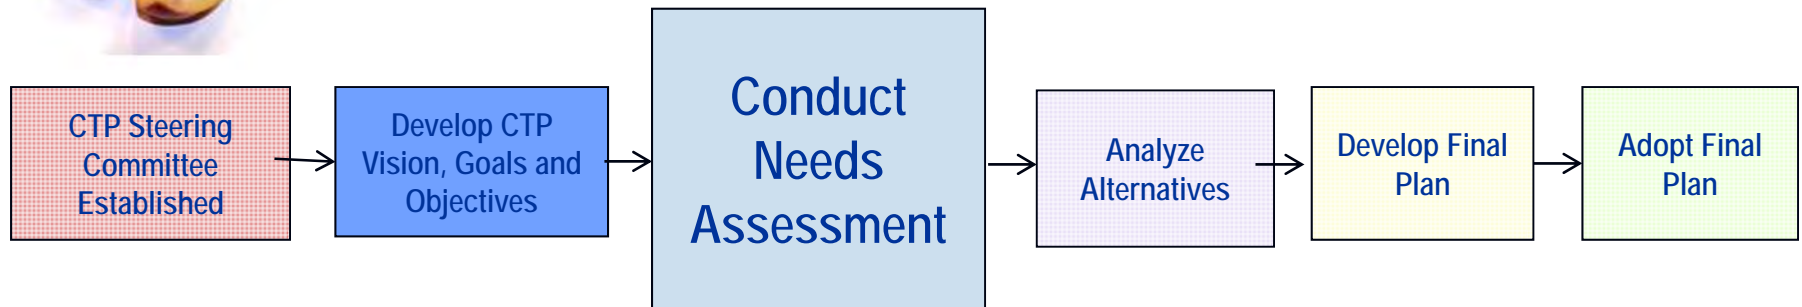 CTP Steering
Committee
Established
Develop CTP
Vision, Goals and
Objectives
Conduct
Needs
Assessment
Analyze
Alternatives
Develop Final
Plan
Adopt Final
Plan